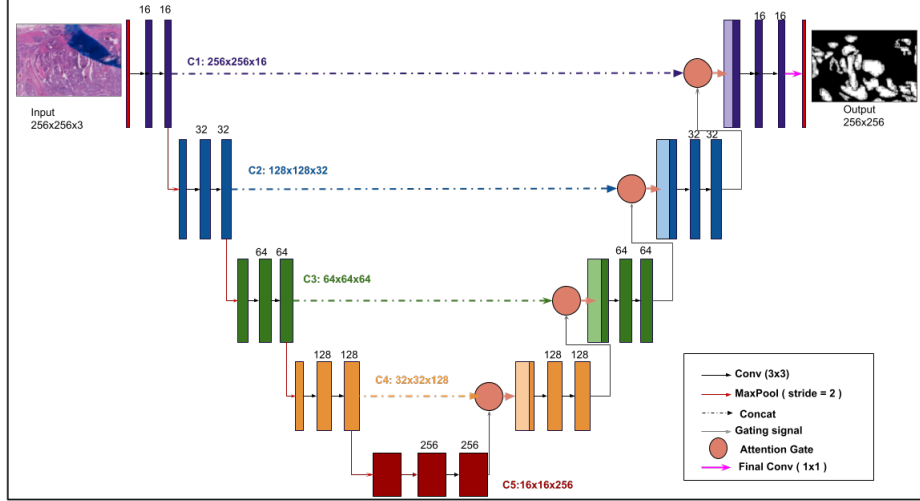 16 16
C1: 256x256x16
16 16
Input
256x256x3
Output
256x256
32 32
C2: 128x128x32
32 32
64 64
C3: 64x64x64
64 64
128 128
C4: 32x32x128
128 128
256 256
C5:16x16x256
Conv (3x3)
MaxPool ( stride = 2 )
Concat
Gating signal
Attention Gate
Final Conv ( 1x1 )